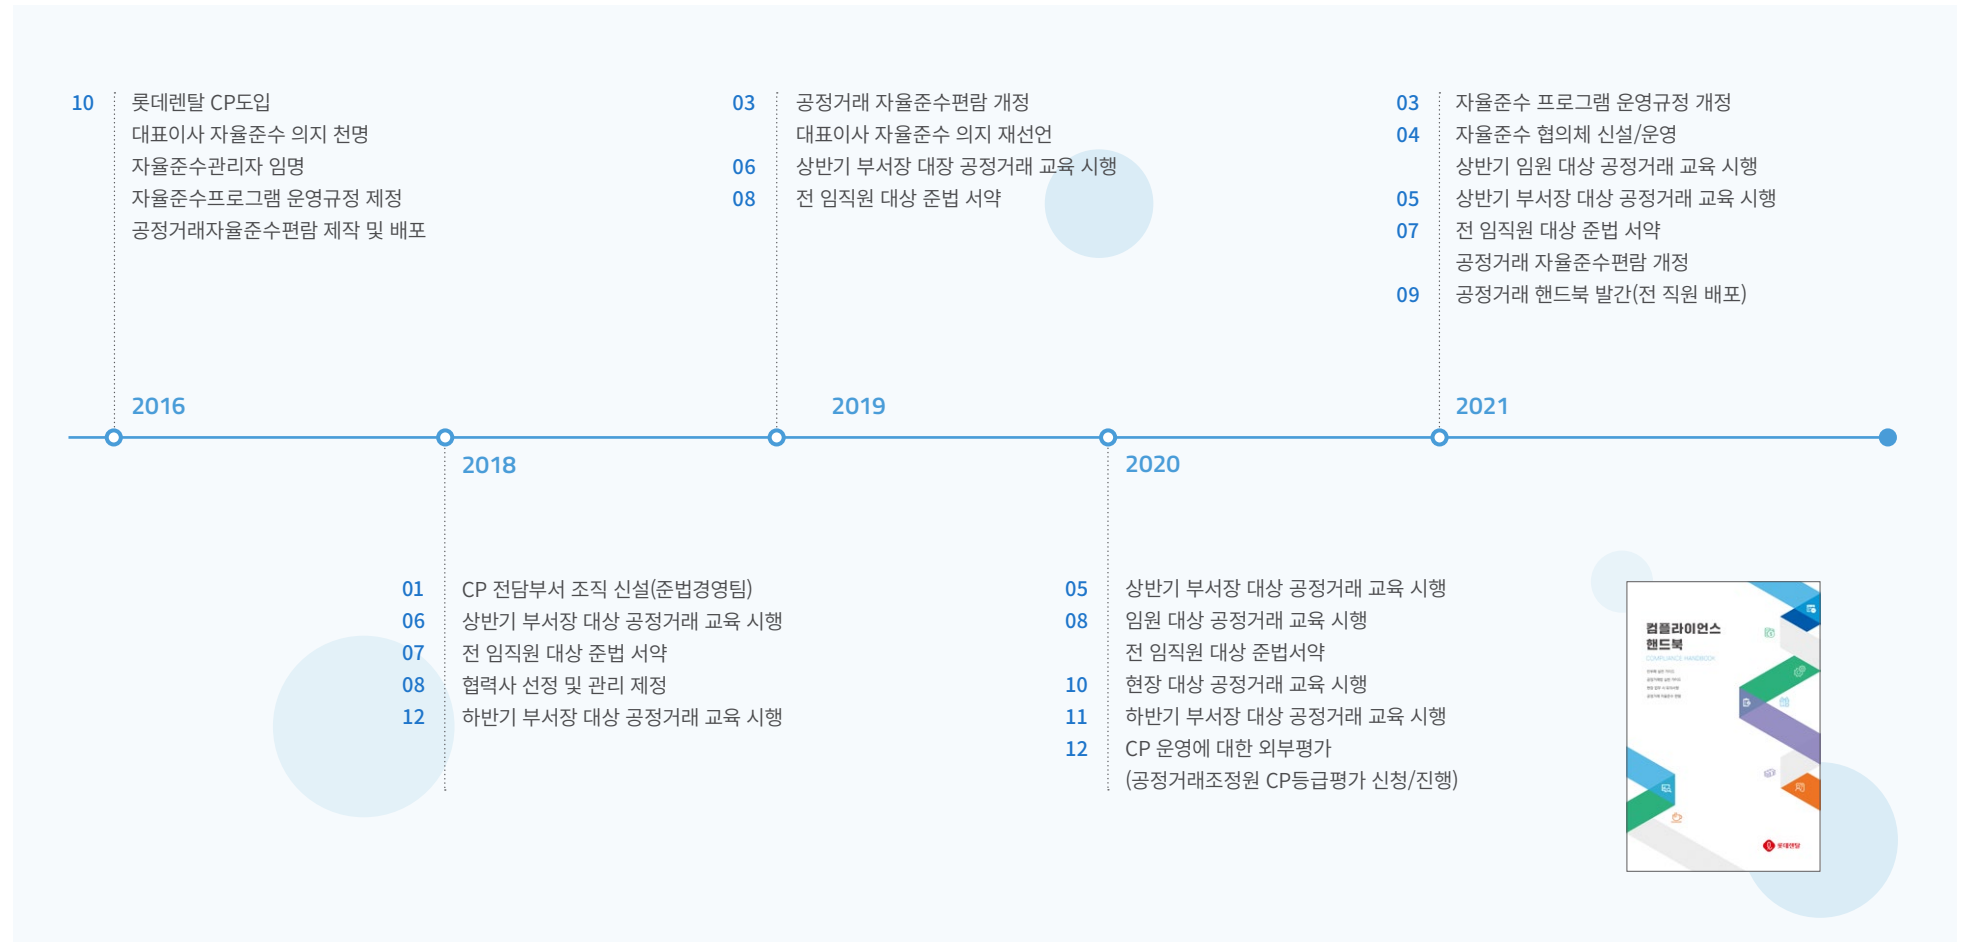 10 롯데렌탈 CP도입
대표이사 자율준수 의지 천명
자율준수관리자 임명
자율준수프로그램 운영규정 제정
공정거래자율준수편람 제작 및 배포
2016
01 CP 전담부서 조직 신설(준법경영팀)
06 상반기 부서장 대상 공정거래 교육 시행
07 전 임직원 대상 준법 서약
08 협력사 선정 및 관리 제정
12 하반기 부서장 대상 공정거래 교육 시행
2018
03 공정거래 자율준수편람 개정
대표이사 자율준수 의지 재선언
06 상반기 부서장 대장 공정거래 교육 시행
08 전 임직원 대상 준법 서약
2019
2020
05 상반기 부서장 대상 공정거래 교육 시행
08 임원 대상 공정거래 교육 시행
전 임직원 대상 준법서약
10 현장 대상 공정거래 교육 시행
11 하반기 부서장 대상 공정거래 교육 시행
12 CP 운영에 대한 외부평가
(공정거래조정원 CP등급평가 신청/진행)
03 자율준수 프로그램 운영규정 개정
04 자율준수 협의체 신설/운영
상반기 임원 대상 공정거래 교육 시행
05 상반기 부서장 대상 공정거래 교육 시행
07 전 임직원 대상 준법 서약
공정거래 자율준수편람 개정
09 공정거래 핸드북 발간(전 직원 배포)
2021
컴플라이언스
핸드북
COMPLIANCE HANDBOOK
롯데렌탈